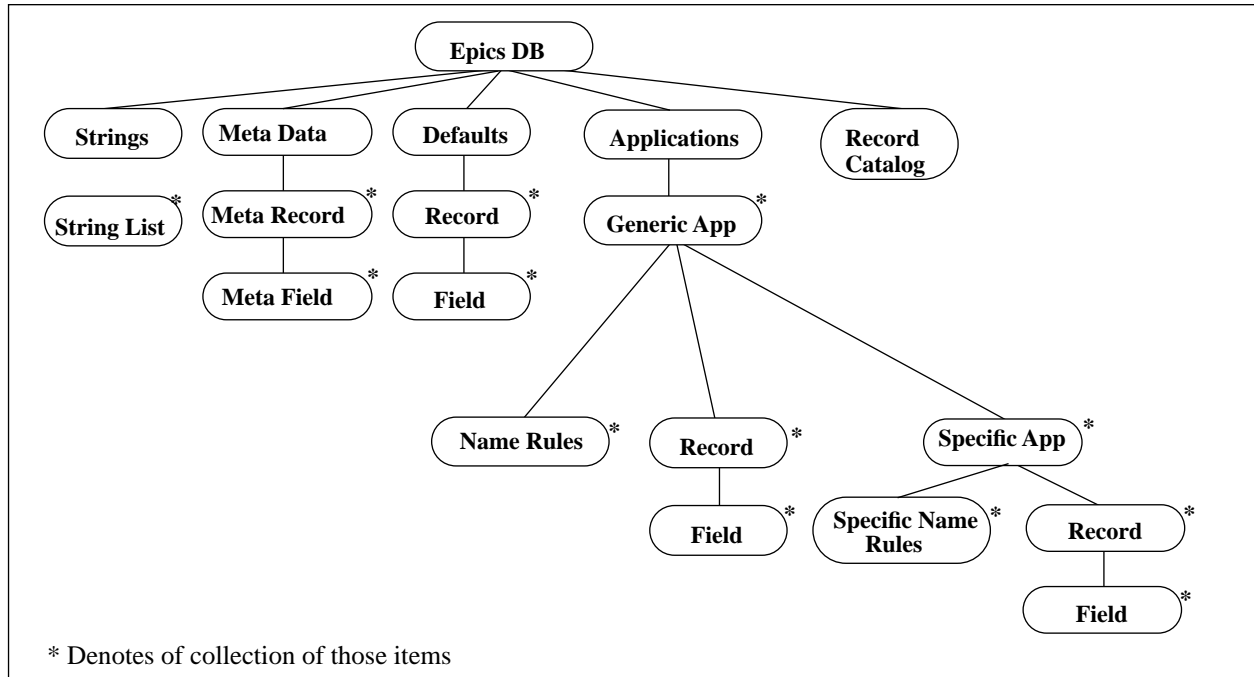 Epics DB
Strings
Meta Data
Defaults
Applications
Record
Catalog
String List
*
Meta Record
*
Record
*
Generic App
*
Meta Field
*
Field
*
Name Rules
*
Record
*
Specific App
*
Field
*
Specific Name
Rules
*
Record
*
Field
*
* Denotes of collection of those items